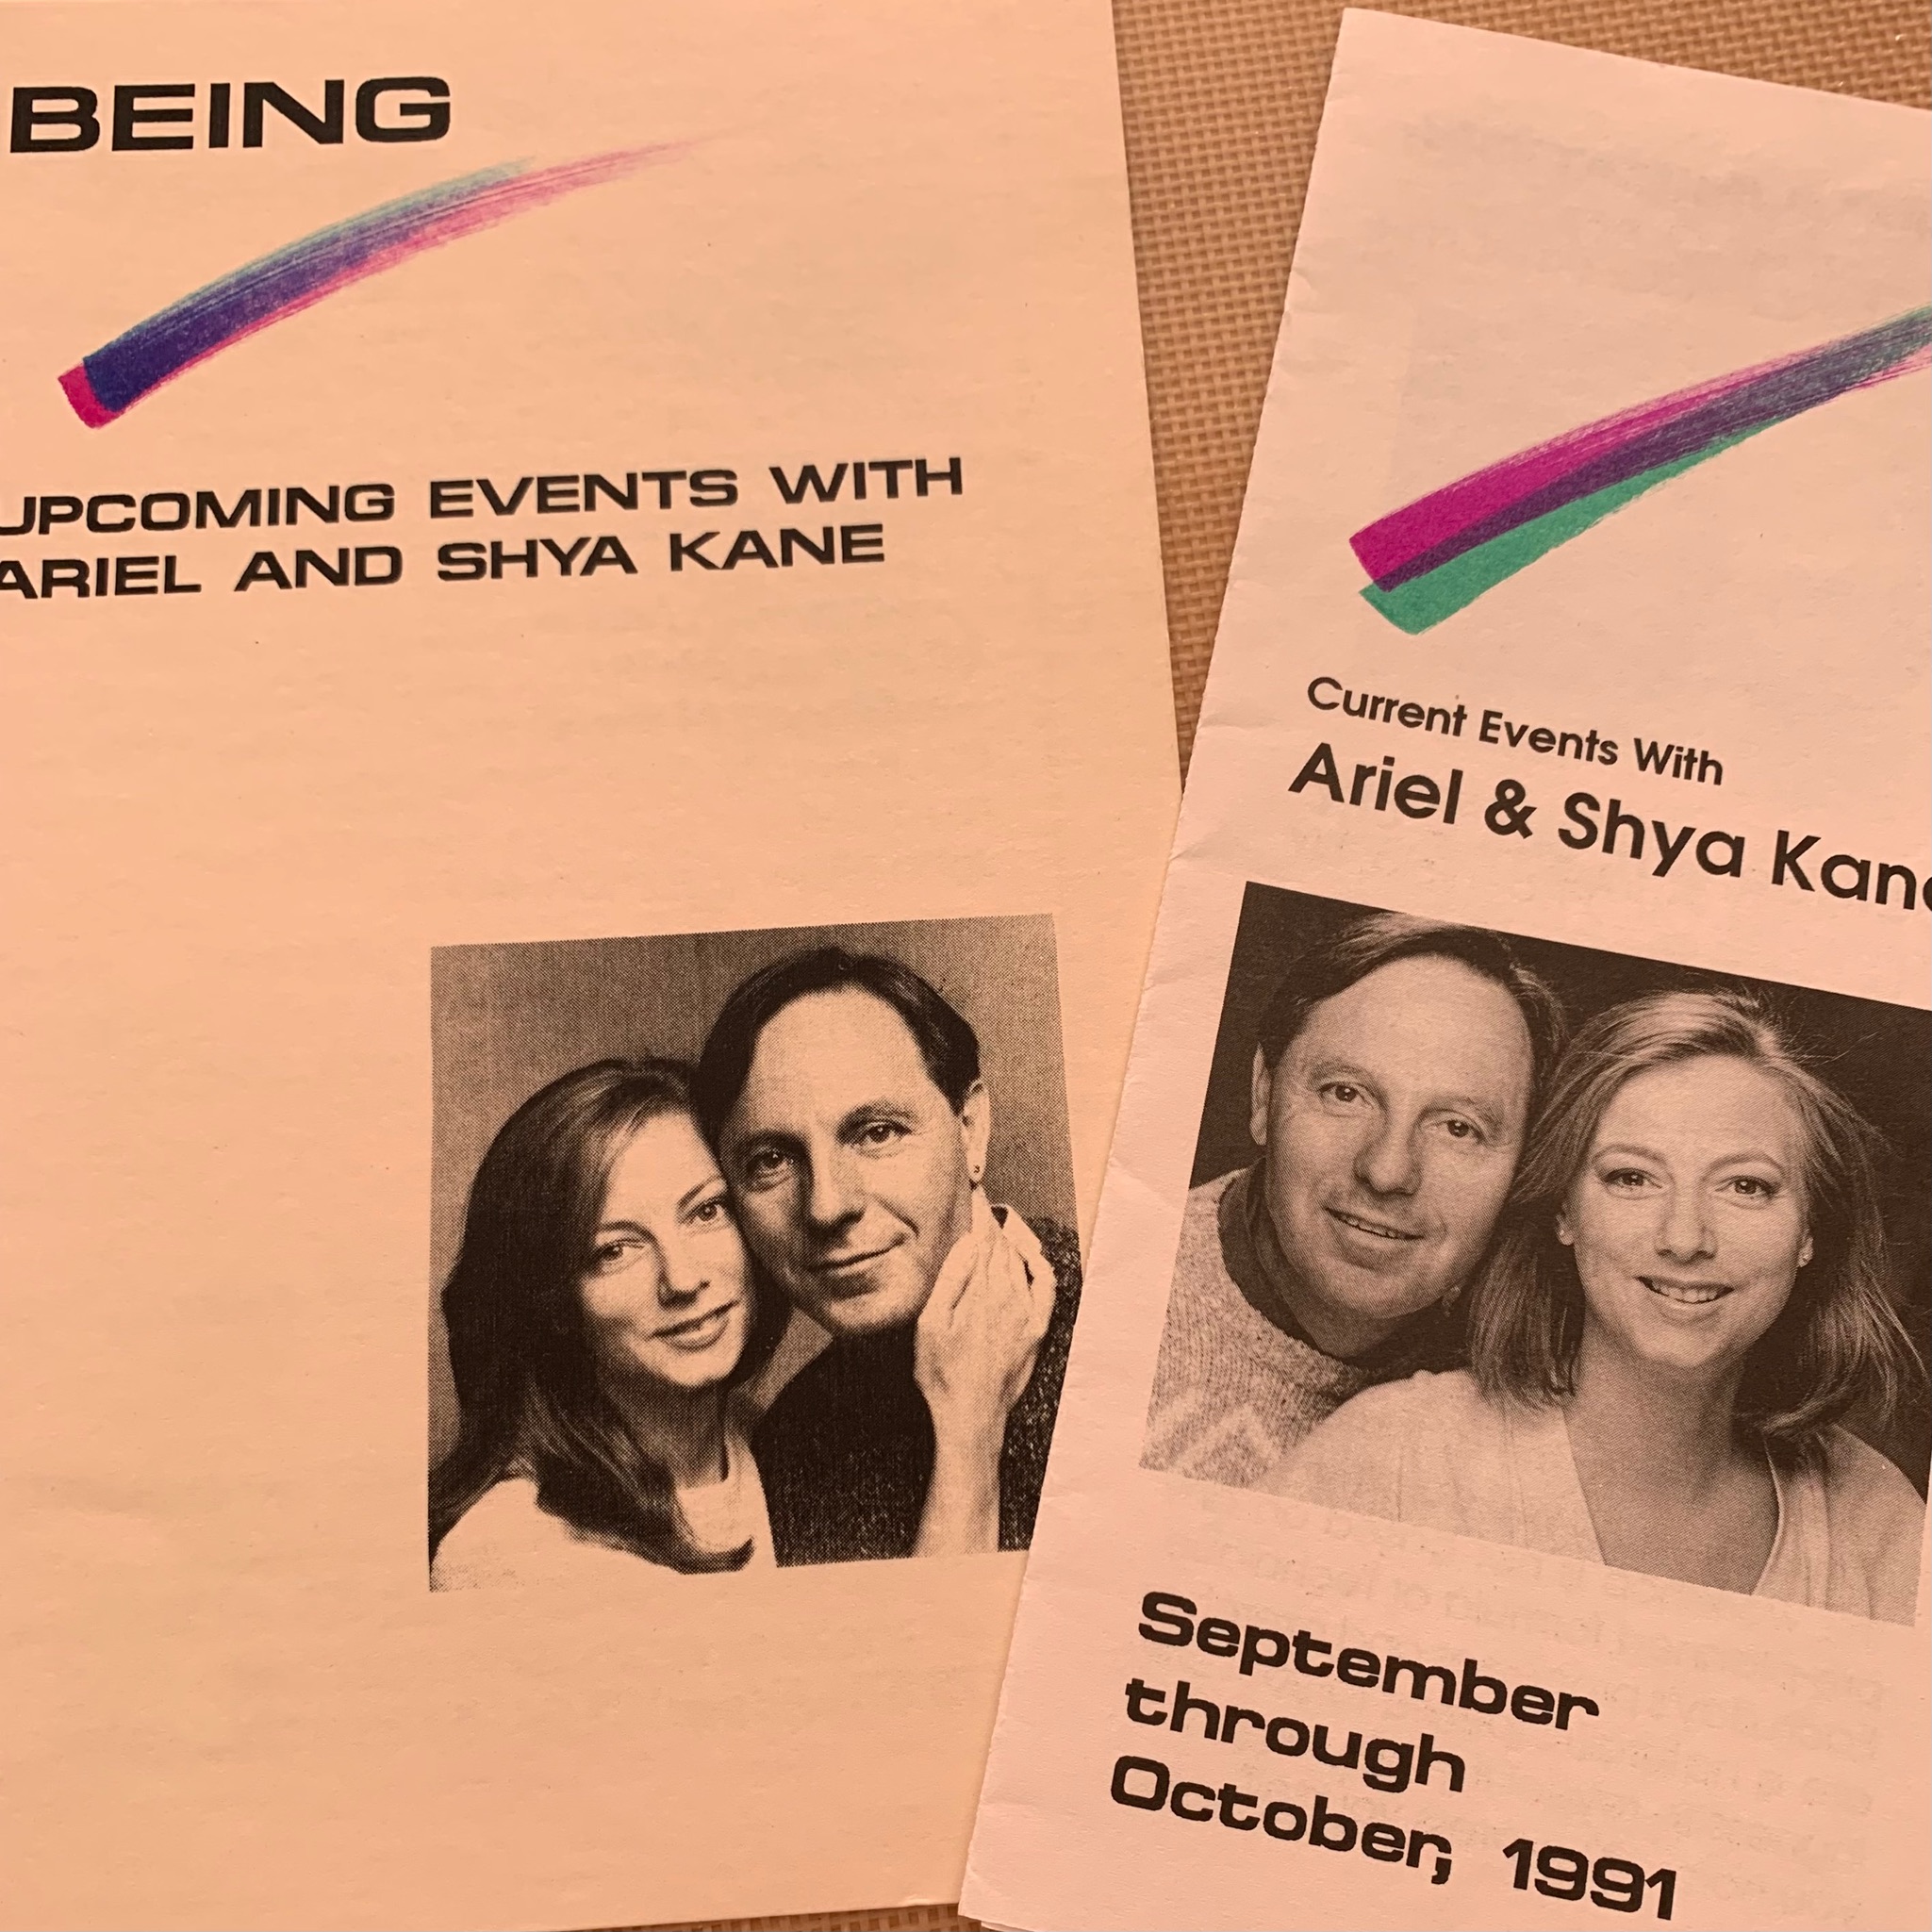 BEING
UPCOMING EVENTS WITH
ARIEL AND SHYA KANE
Current Events With
Ariel & Shya Kane
September
through
October, 1991